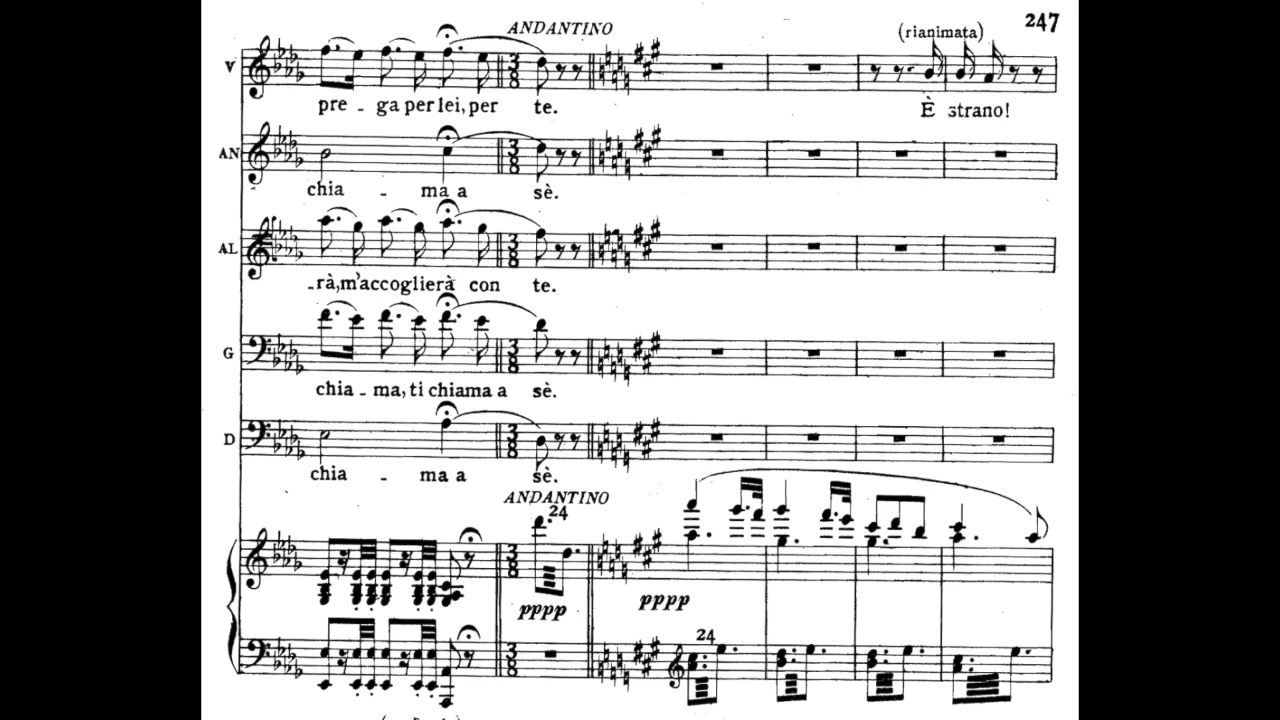 247
ANDANTINO
(rianimata)
V
pre - ga per lei, per te. È strano!
AN
chia - ma a sè.
AL
-rà, m'accoglierà con te.
G
chia - ma, ti chiama a sè.
D
chia - ma a sè.
ANDANTINO
24
pppp
pppp
24